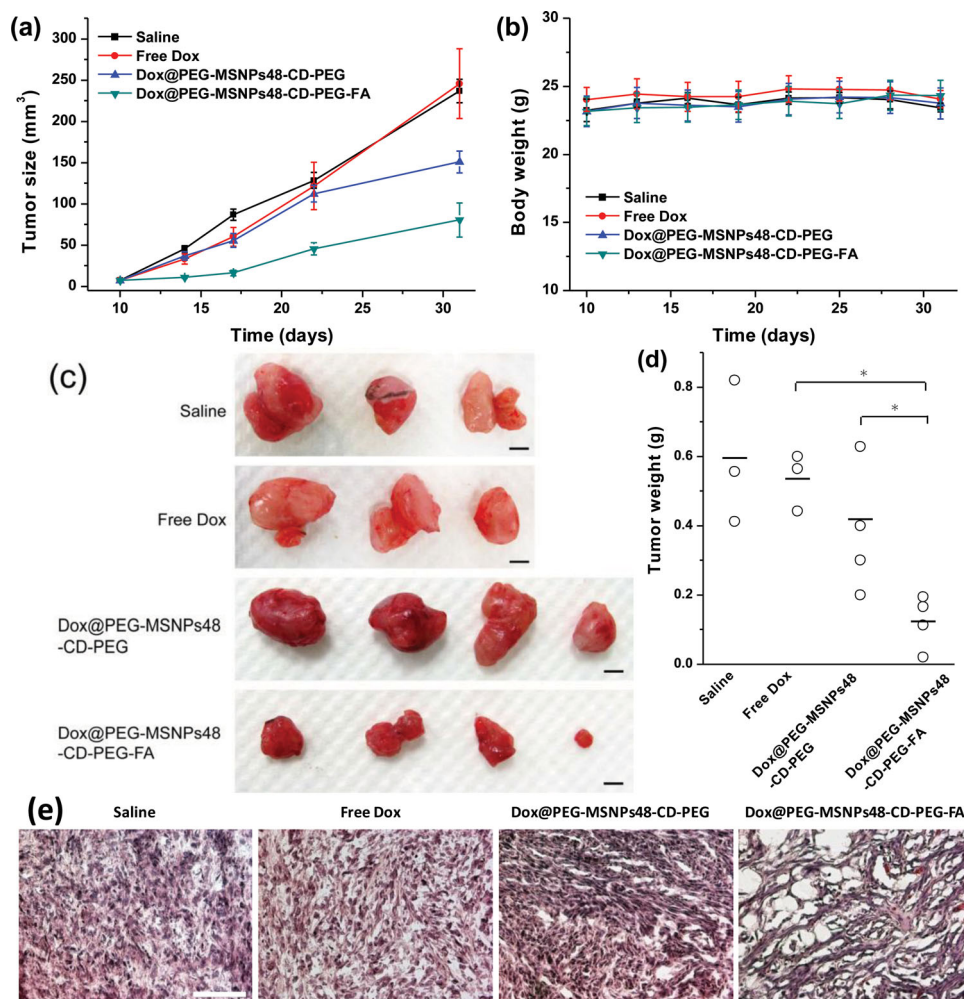 (a)
Saline
Free Dox
Dox@PEG-MSNPs48-CD-PEG
Dox@PEG-MSNPs48-CD-PEG-FA
Tumor size (mm³)
300
250
200
150
100
50
0
10 15 20 25 30
Time (days)
(b)
Body weight (g)
30
25
20
15
10
Saline
Free Dox
Dox@PEG-MSNPs48-CD-PEG
Dox@PEG-MSNPs48-CD-PEG-FA
10 15 20 25 30
Time (days)
(c)
Saline
Free Dox
Dox@PEG-MSNPs48
-CD-PEG
Dox@PEG-MSNPs48
-CD-PEG-FA
(d)
Tumor weight (g)
0.8
0.6
0.4
0.2
0.0
*
*
Saline
Free Dox
Dox@PEG-MSNPs48
-CD-PEG
Dox@PEG-MSNPs48
-CD-PEG-FA
(e)
Saline Free Dox Dox@PEG-MSNPs48-CD-PEG Dox@PEG-MSNPs48-CD-PEG-FA